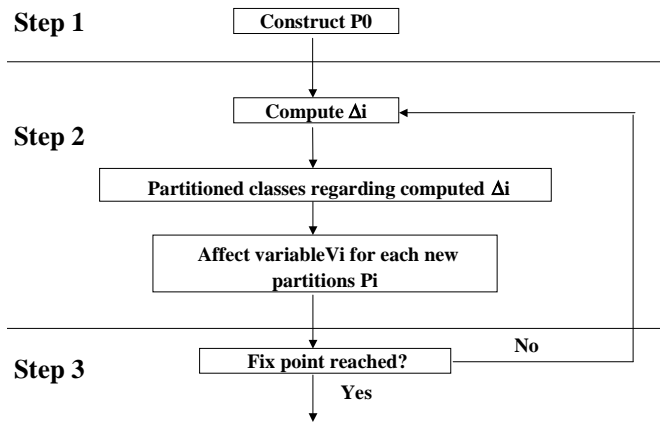 Step 1
Construct P0
Compute Δi
Step 2
Partitioned classes regarding computed Δi
Affect variableVi for each new
partitions Pi
No
Fix point reached?
Step 3
Yes